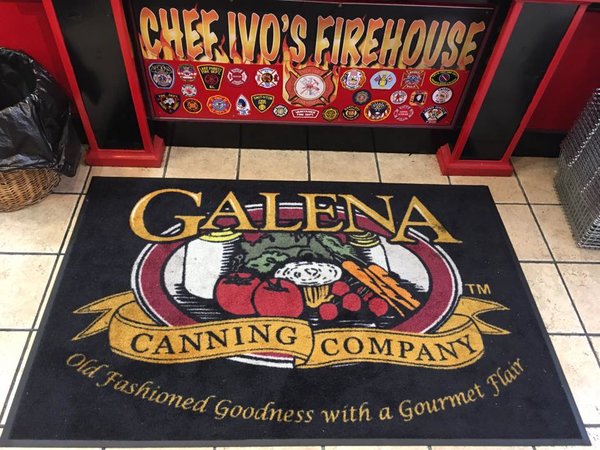 CHEF IVO'S FIREHOUSE
GALENA
TM
CANNING COMPANY
Old Fashioned Goodness with a Gourmet Flair